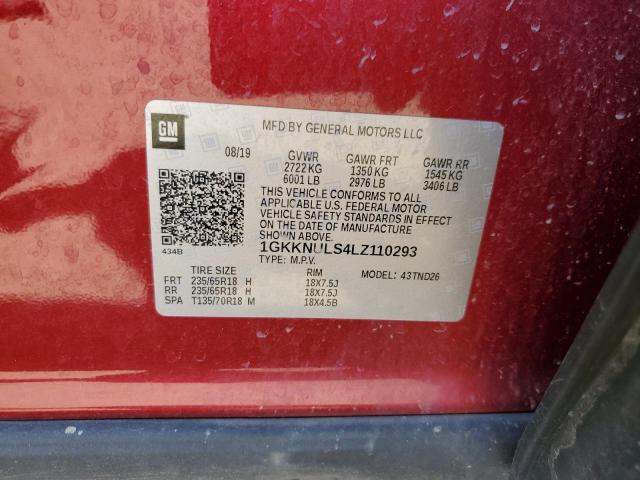 GM
MFD BY GENERAL MOTORS LLC
08/19 GVWR GAWR FRT GAWR RR
2722 KG 1350 KG 1545 KG
6001 LB 2976 LB 3406 LB
THIS VEHICLE CONFORMS TO ALL
APPLICABLE U.S. FEDERAL MOTOR
VEHICLE SAFETY STANDARDS IN EFFECT
ON THE DATE OF MANUFACTURE
SHOWN ABOVE.
434B
1GKKNULS4LZ110293
TYPE: M.P.V.
TIRE SIZE RIM MODEL: 43TND26
FRT 235/65R18 H 18X7.5J
RR 235/65R18 H 18X7.5J
SPA T135/70R18 M 18X4.5B